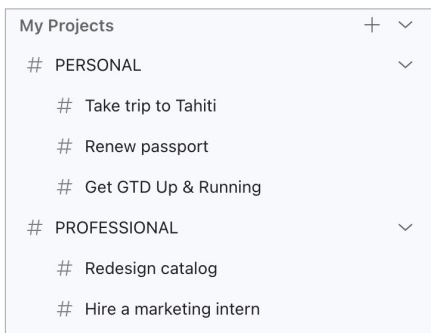 My Projects
# PERSONAL
# Take trip to Tahiti
# Renew passport
# Get GTD Up & Running
# PROFESSIONAL
# Redesign catalog
# Hire a marketing intern